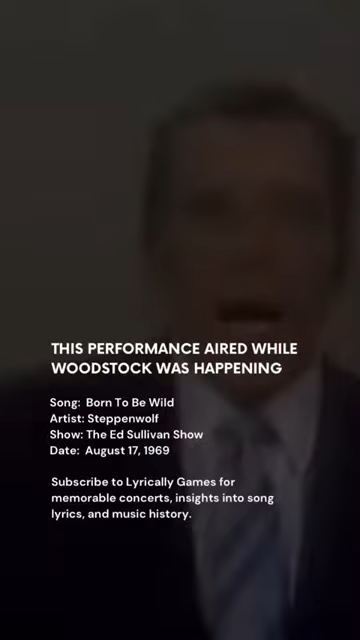 THIS PERFORMANCE AIRED WHILE
WOODSTOCK WAS HAPPENING
Song: Born To Be Wild
Artist: Steppenwolf
Show: The Ed Sullivan Show
Date: August 17, 1969
Subscribe to Lyrically Games for
memorable concerts, insights into song
lyrics, and music history.